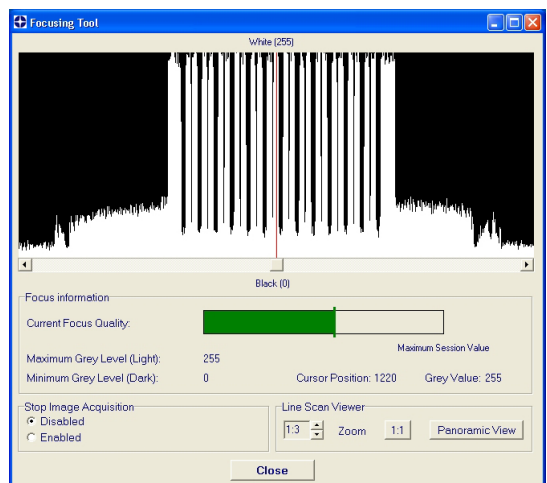 Focusing Tool
White (255)
Black (0)
Focus information
Current Focus Quality:
Maximum Session Value
Maximum Grey Level (Light): 255
Minimum Grey Level (Dark): 0 Cursor Position: 1220 Grey Value: 255
Stop Image Acquisition
Disabled
Enabled
Line Scan Viewer
1:3 Zoom 1:1 Panoramic View
Close